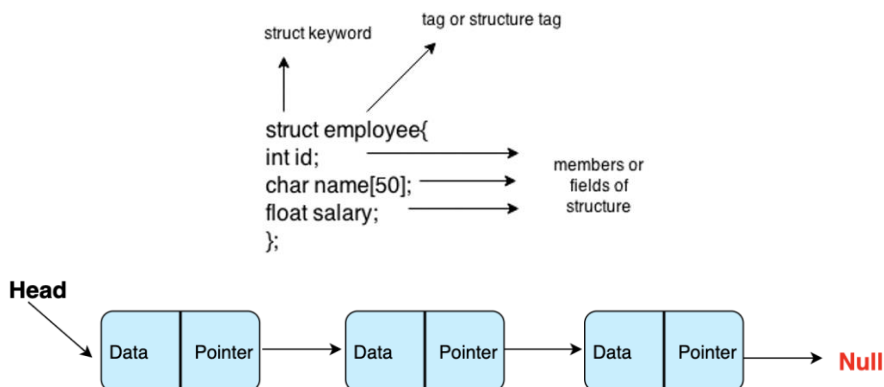 struct keyword
tag or structure tag
struct employee{
int id;
char name[50];
float salary;
};
members or
fields of
structure
Head
Data Pointer Data Pointer Data Pointer Null